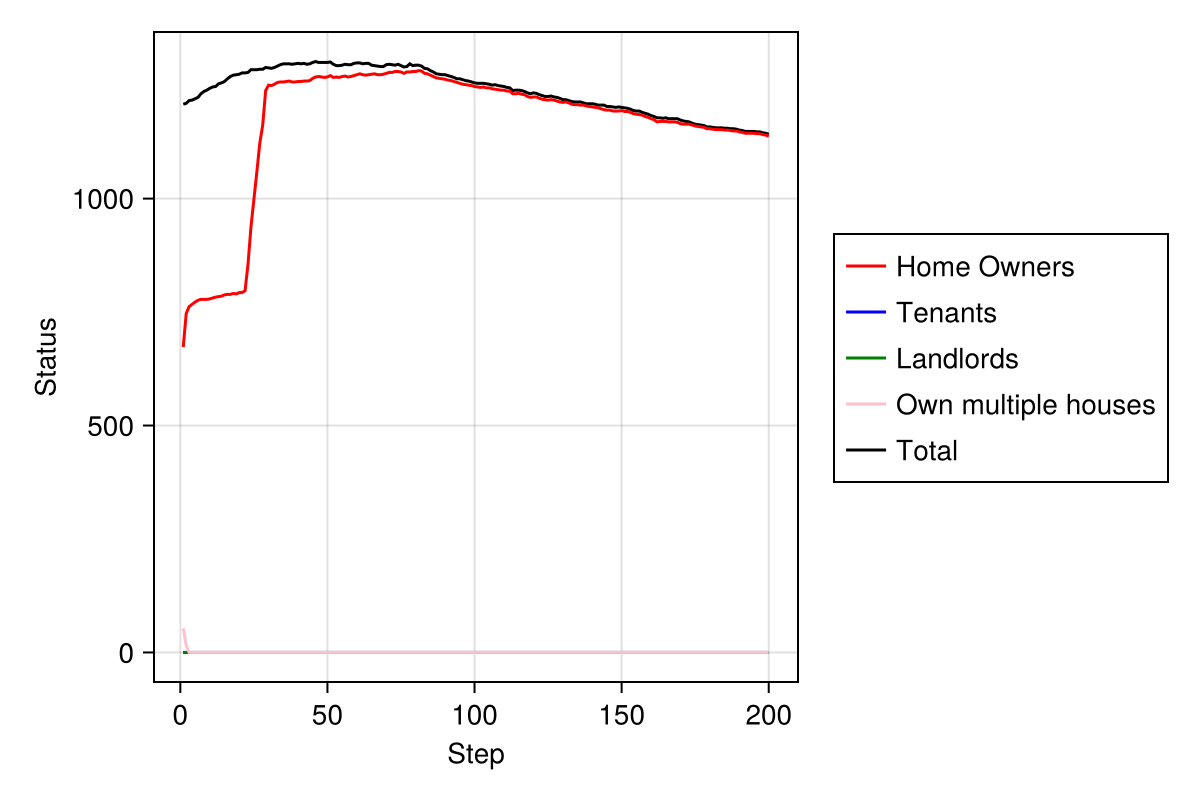 1000
500
0
Status
0 50 100 150 200
Step
Home Owners
Tenants
Landlords
Own multiple houses
Total